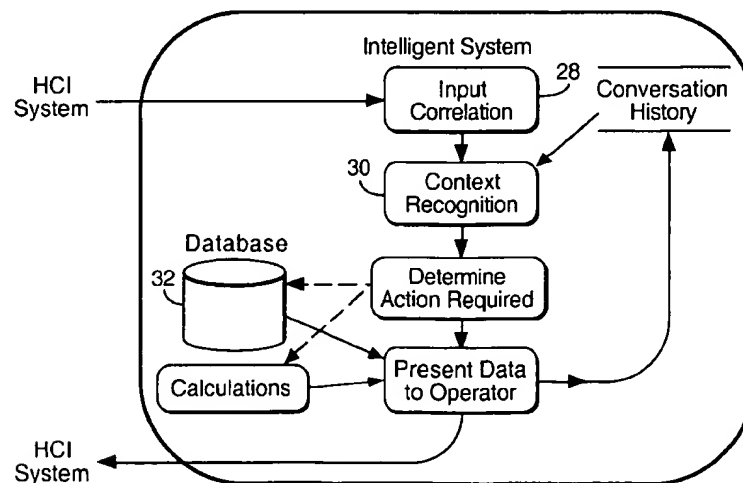 Intelligent System
HCI
System
Input
Correlation
28
Conversation
History
30
Context
Recognition
Database
32
Determine
Action Required
Calculations
Present Data
to Operator
HCI
System